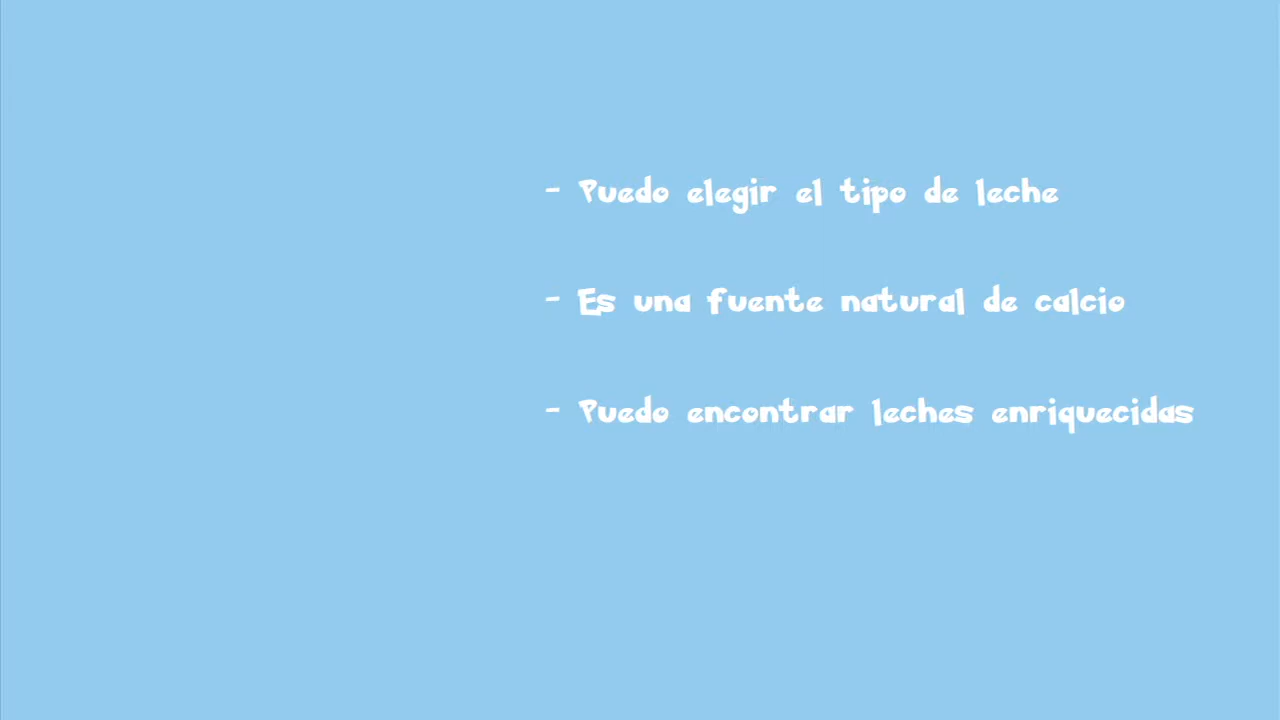 - Puedo elegir el tipo de leche
- Es una fuente natural de calcio
- Puedo encontrar leches enriquecidas